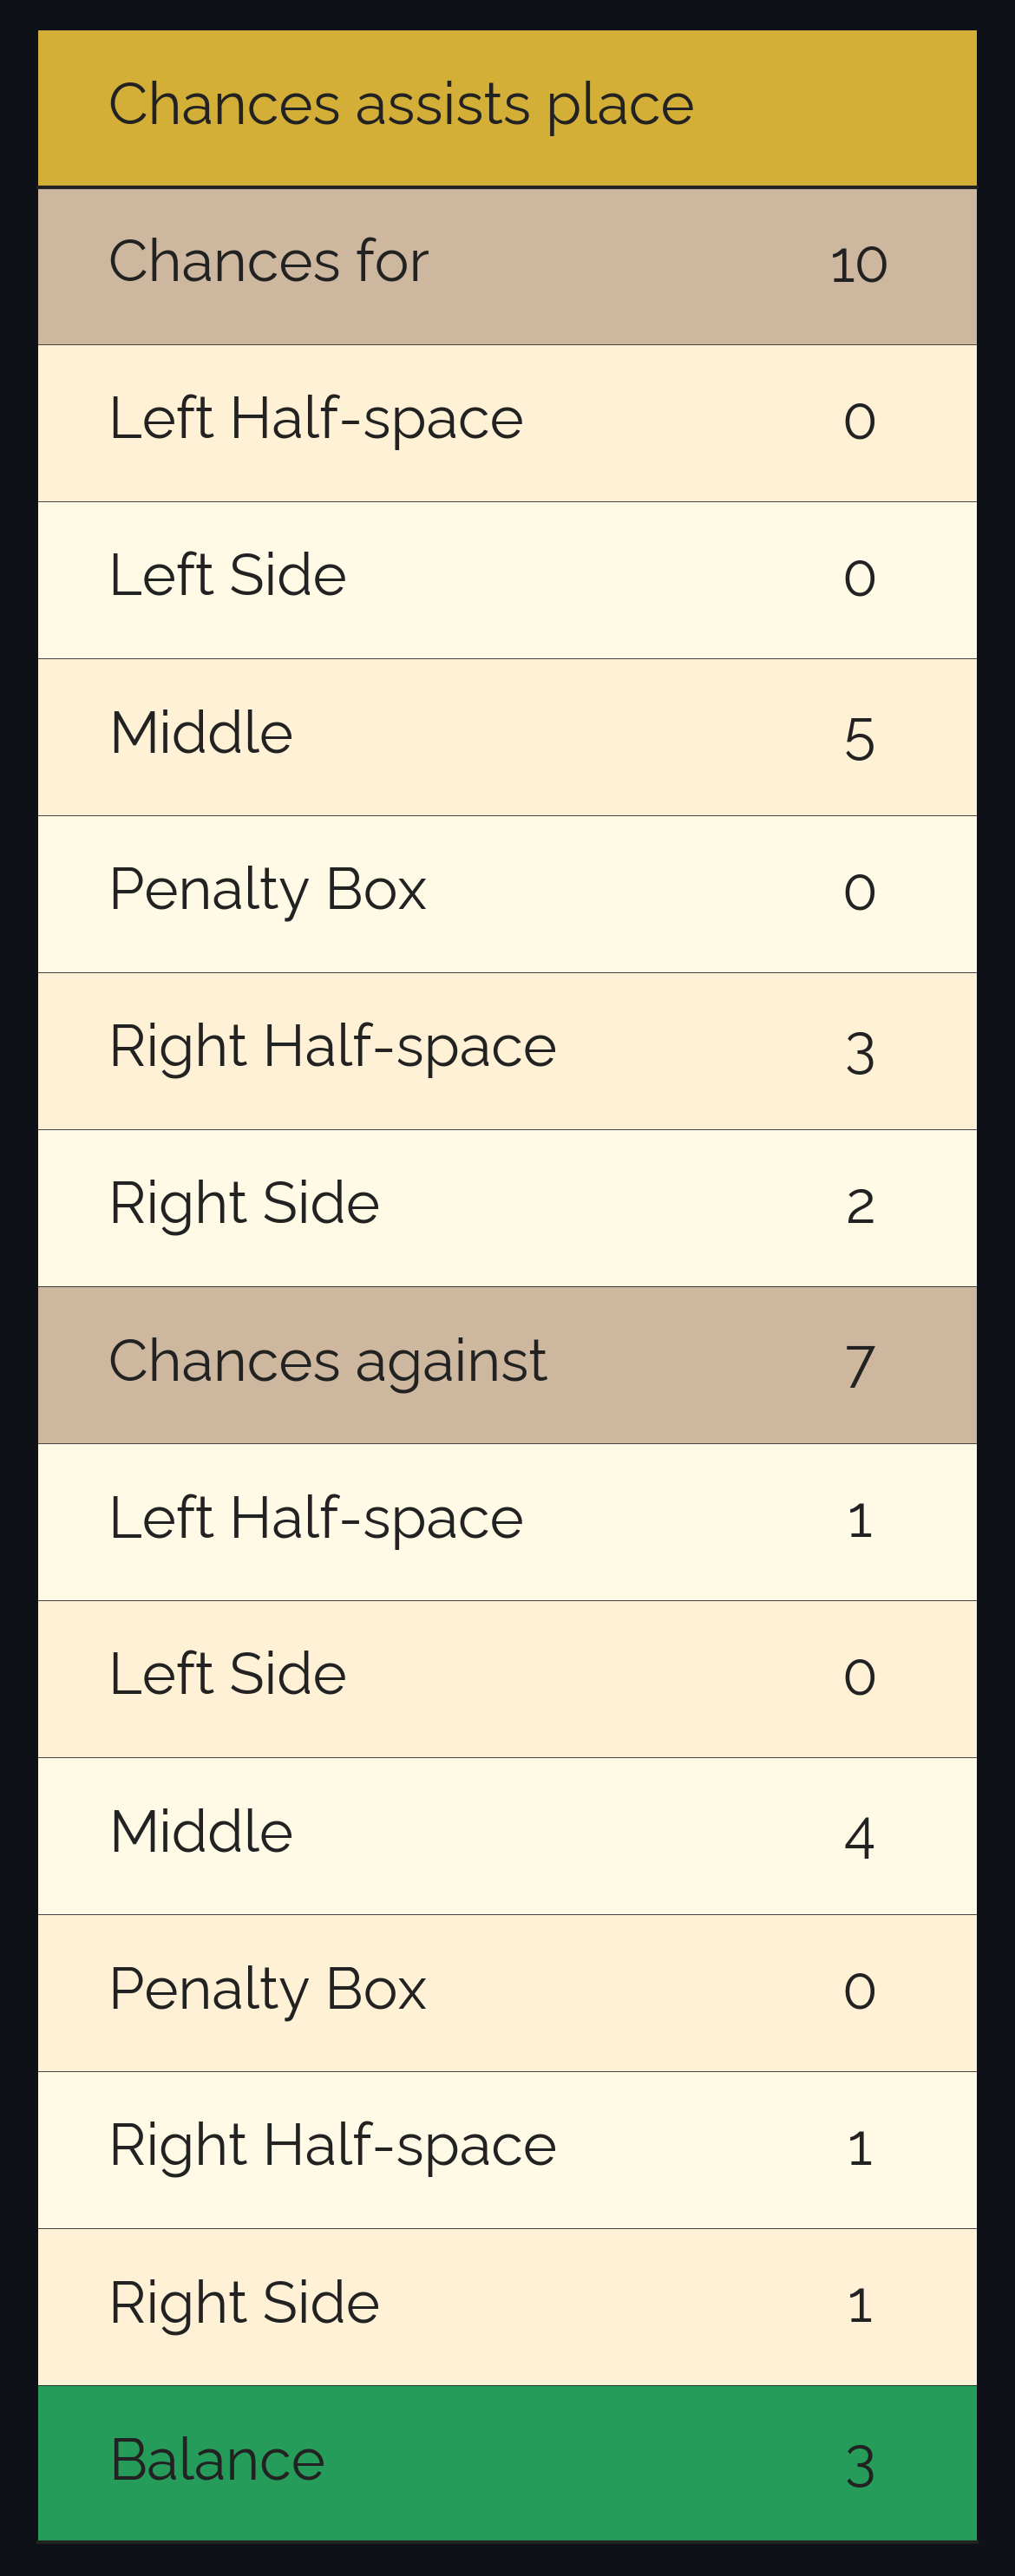 Chances assists place
Chances for 10
Left Half-space 0
Left Side 0
Middle 5
Penalty Box 0
Right Half-space 3
Right Side 2
Chances against 7
Left Half-space 1
Left Side 0
Middle 4
Penalty Box 0
Right Half-space 1
Right Side 1
Balance 3